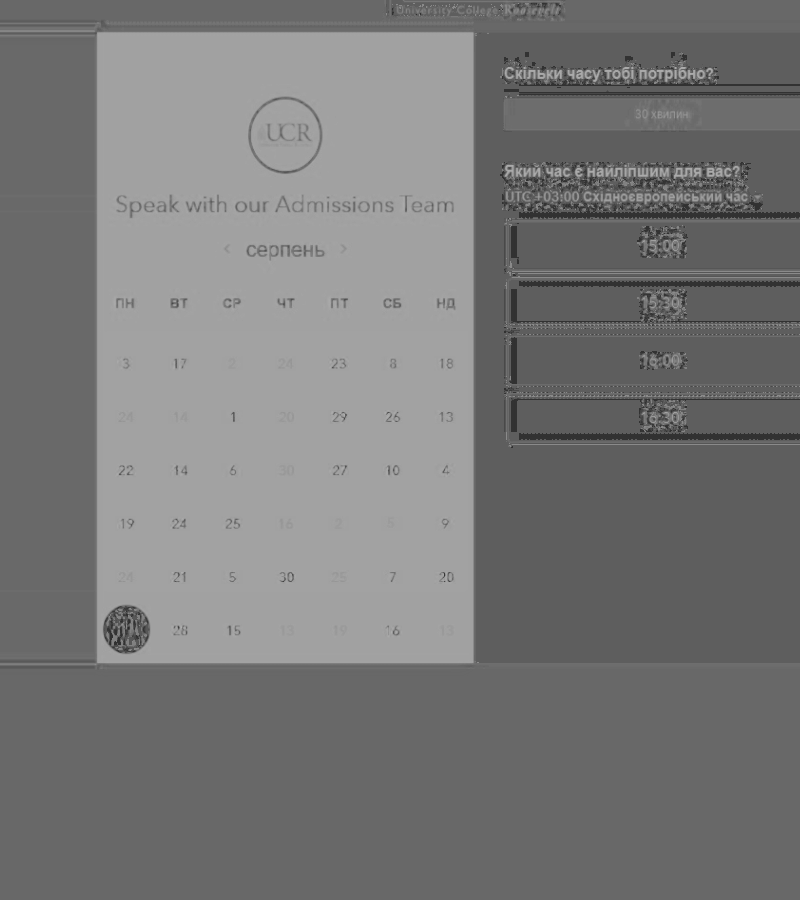 University College Roosevelt
UCR
Speak with our Admissions Team
серпень
ПН ВТ СР ЧТ ПТ СБ НД
3 17 2 24 23 8 18
24 14 1 20 29 26 13
22 14 6 30 27 10 4
19 24 25 16 2 9
24 21 5 30 25 7 20
28 15 13 19 16 13
Скільки часу тобі потрібно?
30 хвилин
Який час є найліпшим для вас?
UTC +03:00 Східноєвропейський час
15:00
15:30
16:00
16:30